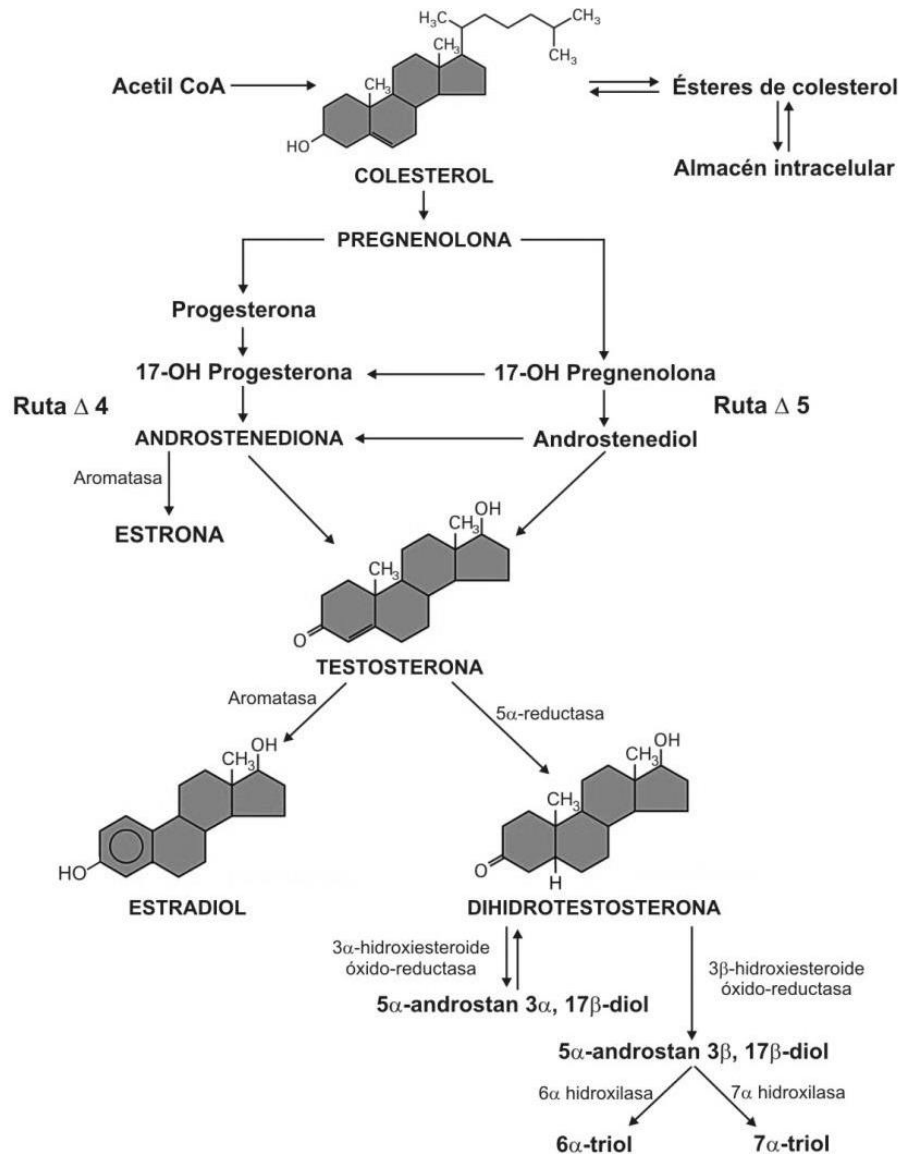 H₃C
CH₃
CH₃
CH₃
CH₃
HO
Acetil CoA
Ésteres de colesterol
Almacén intracelular
COLESTEROL
PREGNENOLONA
Progesterona
17-OH Progesterona
17-OH Pregnenolona
Ruta Δ 4
Ruta Δ 5
ANDROSTENEDIONA
Androstenediol
Aromatasa
ESTRONA
OH
CH₃
CH₃
O
TESTOSTERONA
Aromatasa
5α-reductasa
OH
CH₃
HO
ESTRADIOL
OH
CH₃
CH₃
O
H
DIHIDROTESTOSTERONA
3α-hidroxiesteroide
óxido-reductasa
3β-hidroxiesteroide
óxido-reductasa
5α-androstan 3α, 17β-diol
5α-androstan 3β, 17β-diol
6α hidroxilasa
7α hidroxilasa
6α-triol
7α-triol